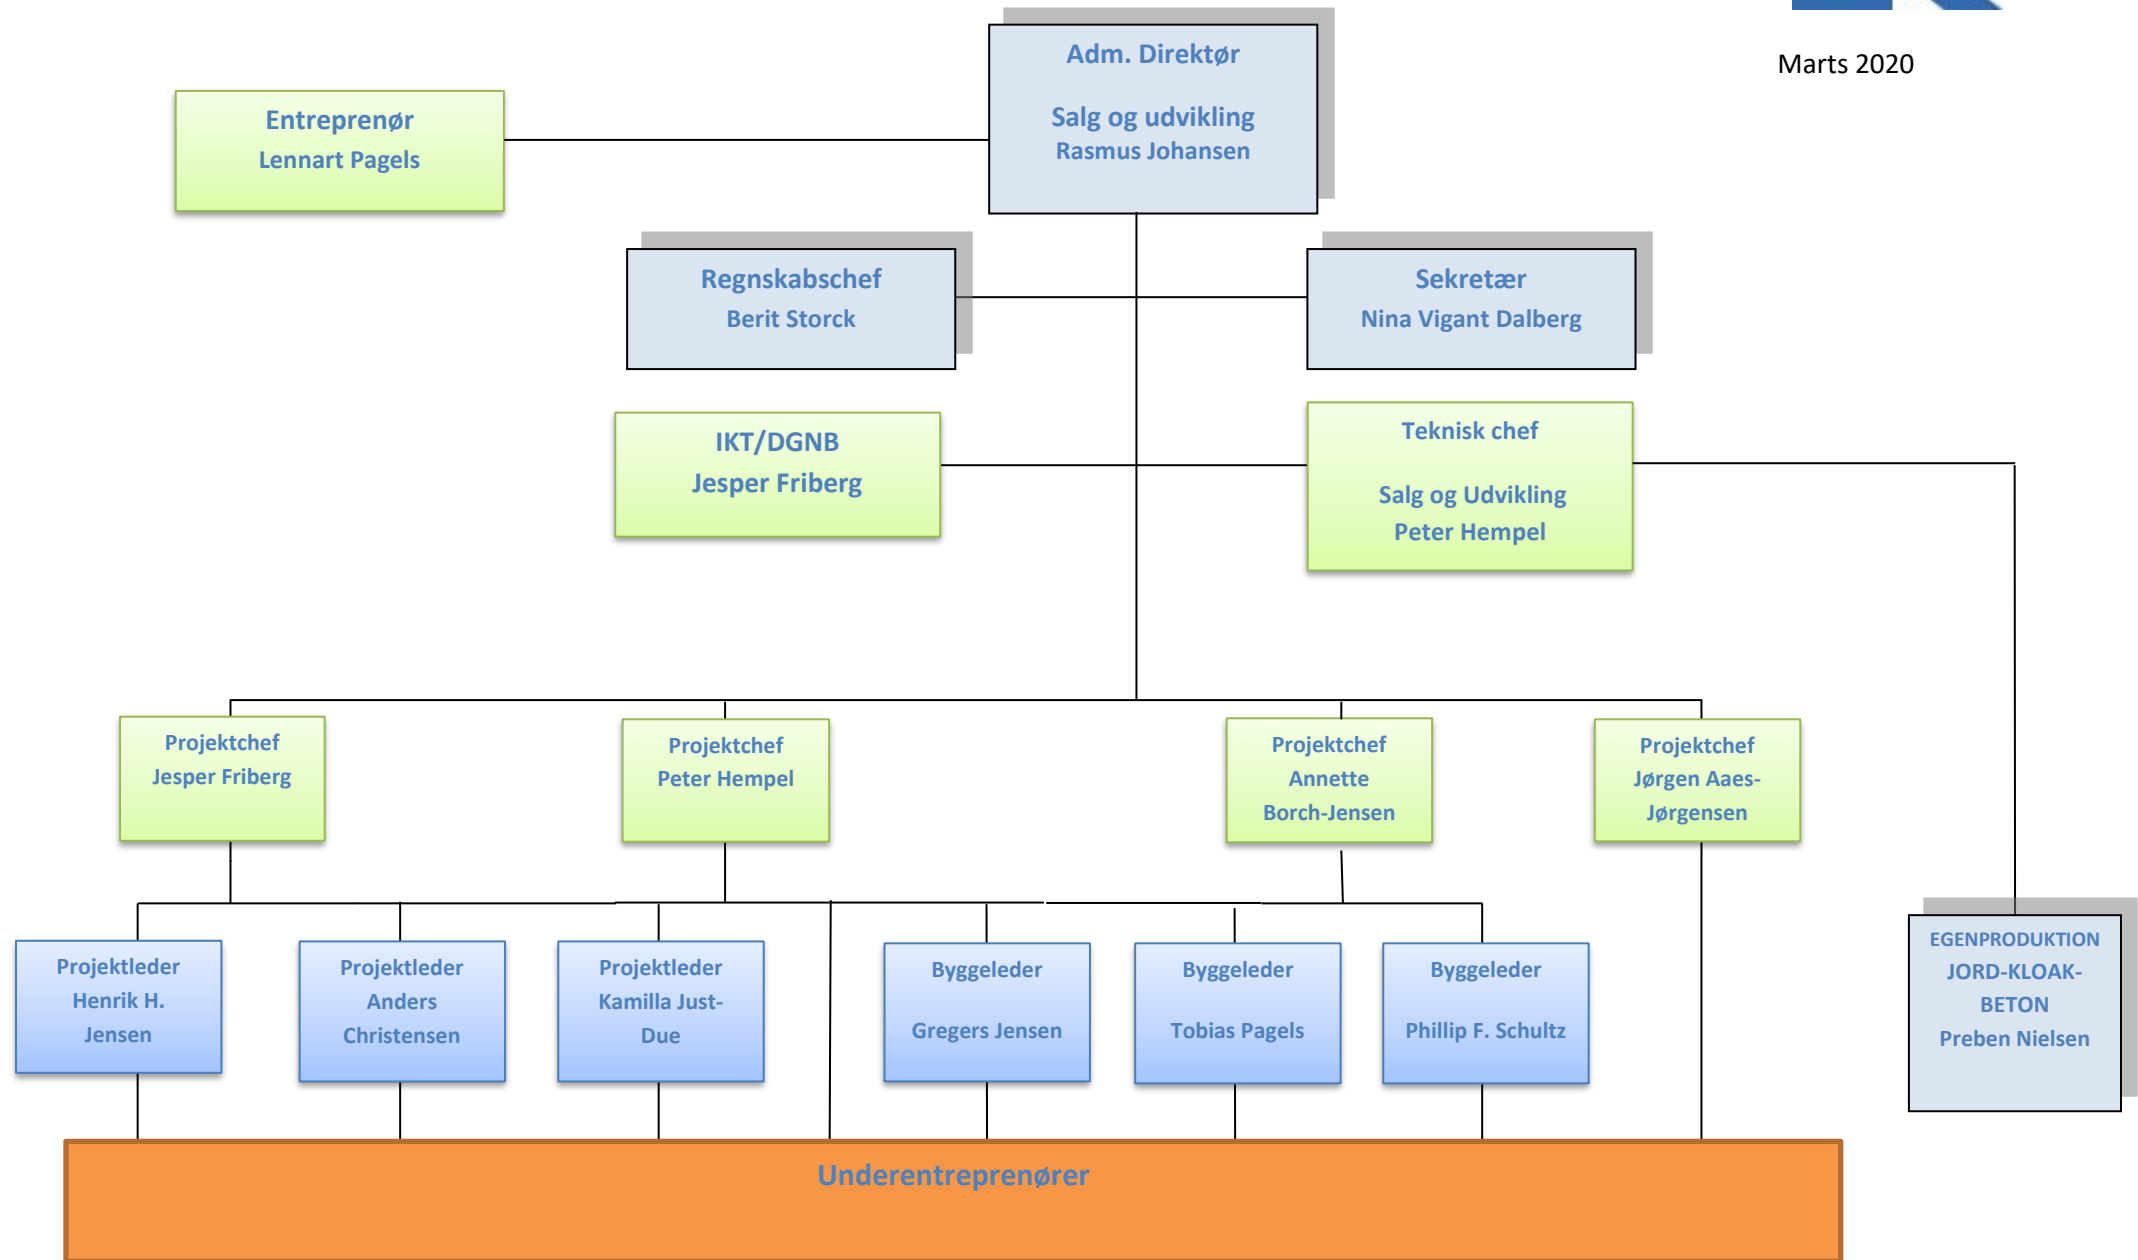 Marts 2020
Adm. Direktør
Salg og udvikling
Rasmus Johansen
Entreprenør
Lennart Pagels
Regnskabschef
Berit Storck
Sekretær
Nina Vigant Dalberg
IKT/DGNB
Jesper Friberg
Teknisk chef
Salg og Udvikling
Peter Hempel
Projektchef
Jesper Friberg
Projektchef
Peter Hempel
Projektchef
Annette
Borch-Jensen
Projektchef
Jørgen Aaes-
Jørgensen
Projektleder
Henrik H.
Jensen
Projektleder
Anders
Christensen
Projektleder
Kamilla Just-
Due
Byggeleder
Gregers Jensen
Byggeleder
Tobias Pagels
Byggeleder
Phillip F. Schultz
EGENPRODUKTION
JORD-KLOAK-
BETON
Preben Nielsen
Underentreprenører